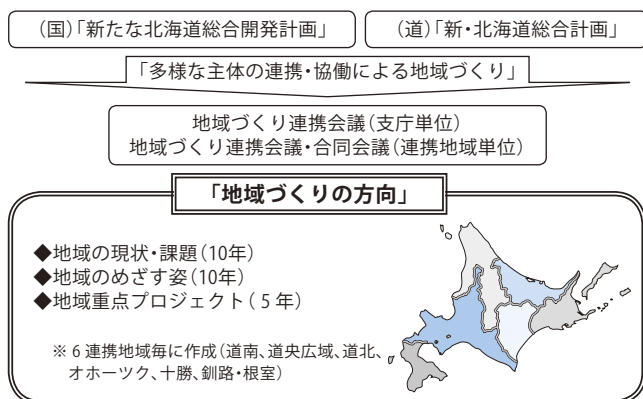 (国)「新たな北海道総合開発計画」
(道)「新・北海道総合計画」
「多様な主体の連携・協働による地域づくり」
地域づくり連携会議(支庁単位)
地域づくり連携会議・合同会議(連携地域単位)
「地域づくりの方向」
◆地域の現状・課題(10年)
◆地域のめざす姿(10年)
◆地域重点プロジェクト(5年)
※6連携地域毎に作成(道南、道央広域、道北、
オホーツク、十勝、釧路・根室)